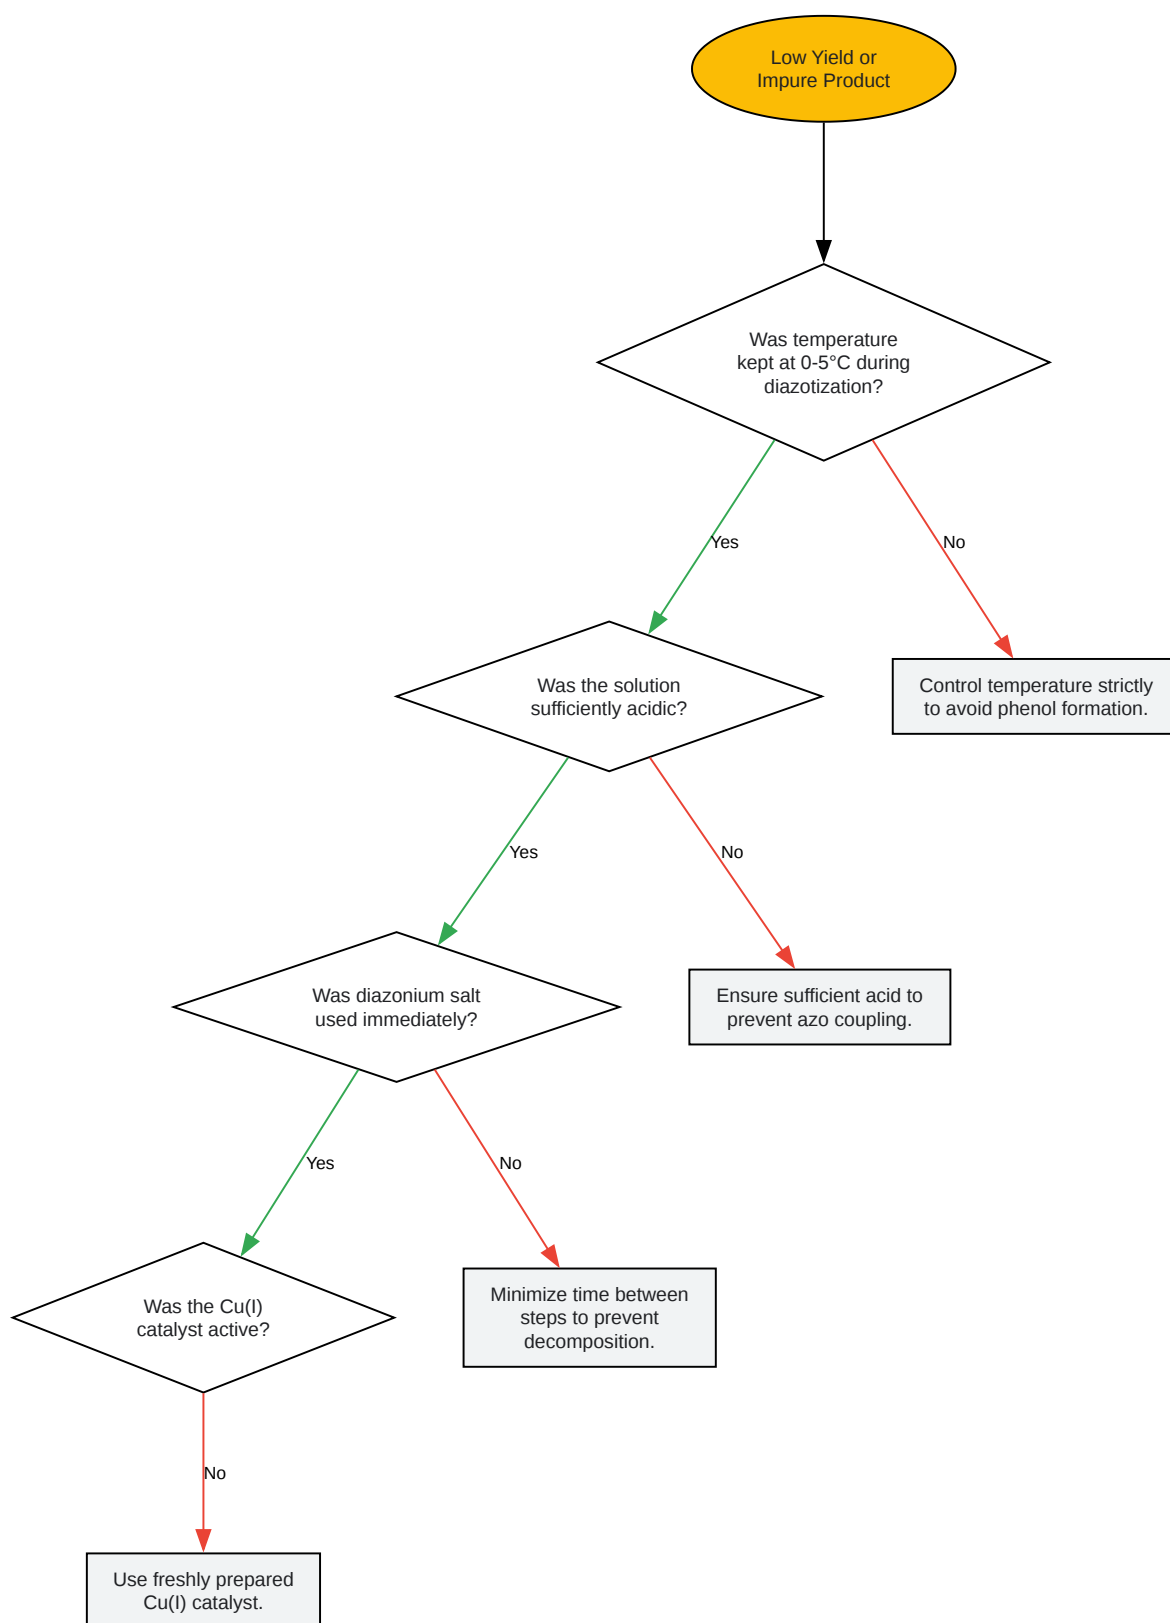 Low Yield or
Impure Product
Was temperature
kept at 0-5°C during
diazotization?
Yes
No
Was the solution
sufficiently acidic?
Control temperature strictly
to avoid phenol formation.
Yes
No
Was diazonium salt
used immediately?
Ensure sufficient acid to
prevent azo coupling.
Yes
No
Was the Cu(I)
catalyst active?
Minimize time between
steps to prevent
decomposition.
No
Use freshly prepared
Cu(I) catalyst.